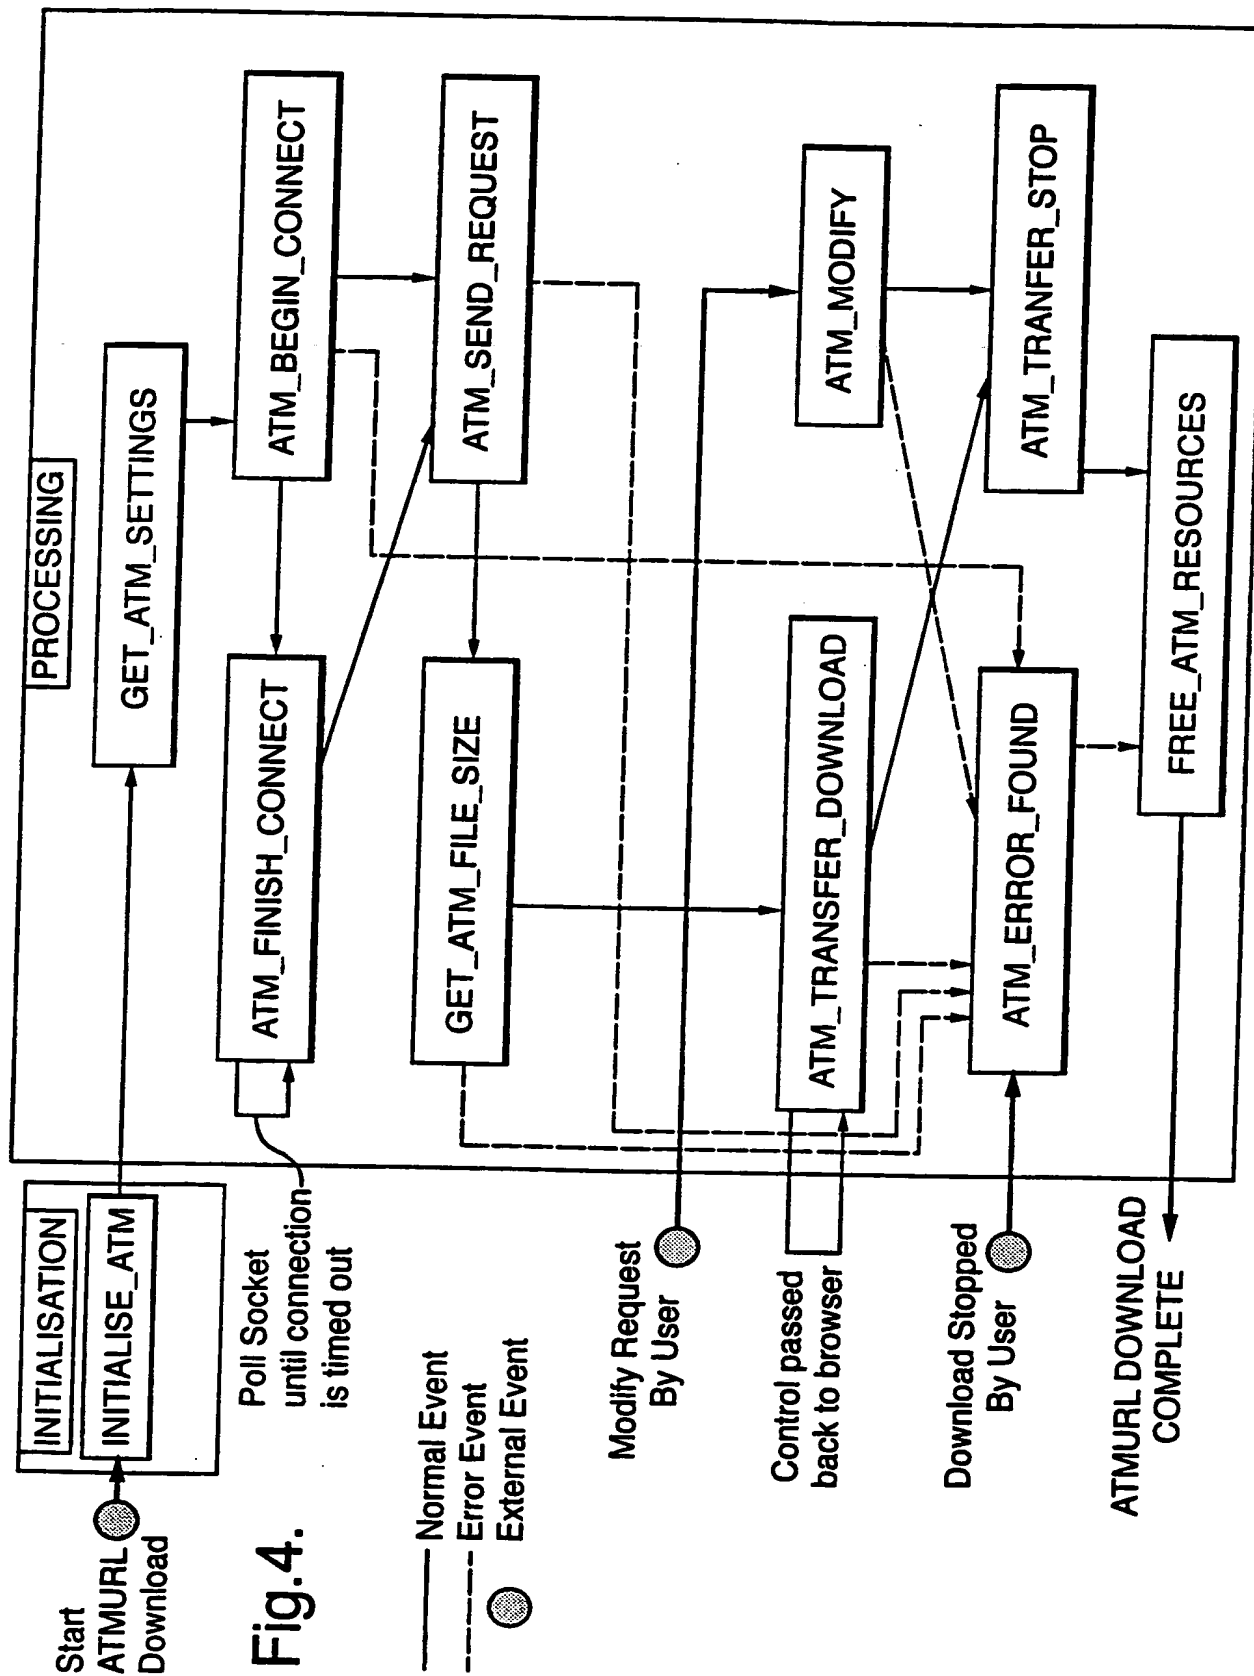 Start
ATMURL
Download
INITIALISATION
INITIALISE_ATM
PROCESSING
GET_ATM_SETTINGS
ATM_FINISH_CONNECT
ATM_BEGIN_CONNECT
Poll Socket
until connection
is timed out
GET_ATM_FILE_SIZE
ATM_SEND_REQUEST
Fig.4.
Normal Event
Error Event
External Event
Modify Request
By User
Control passed
back to browser
ATM_TRANSFER_DOWNLOAD
ATM_MODIFY
Download Stopped
By User
ATM_ERROR_FOUND
ATM_TRANFER_STOP
FREE_ATM_RESOURCES
ATMURL DOWNLOAD
COMPLETE